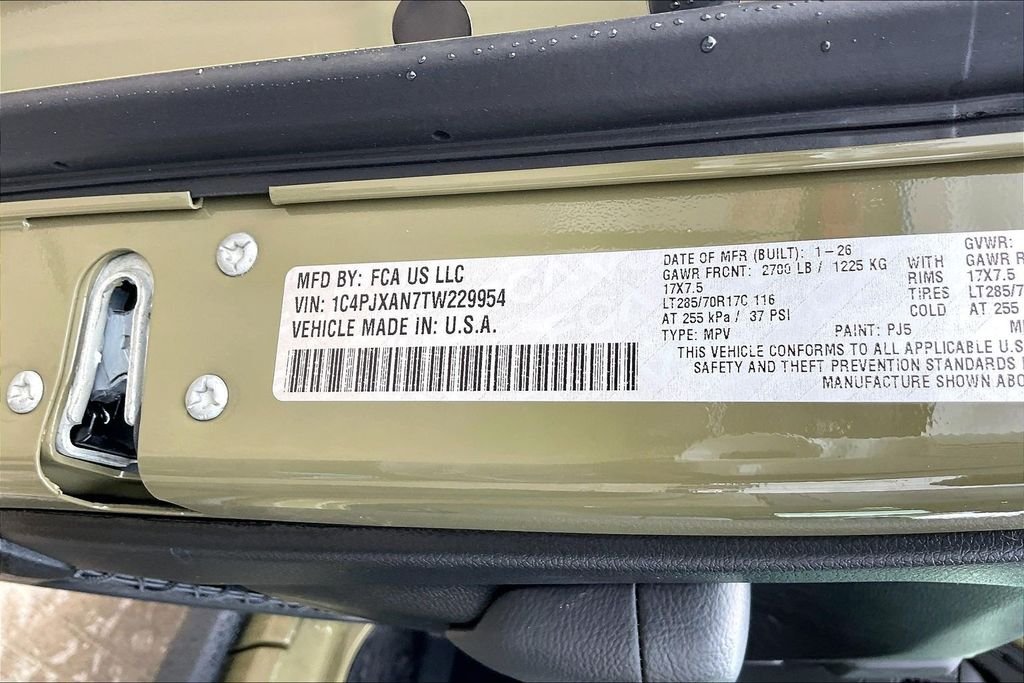 MFD BY: FCA US LLC
VIN: 1C4PJXAN7TW229954
VEHICLE MADE IN: U.S.A.
DATE OF MFR (BUILT): 1-26
GAWR FRONT: 2700 LB / 1225 KG
17X7.5
LT285/70R17C 116
AT 255 kPa / 37 PSI
TYPE: MPV
WITH
RIMS
TIRES
COLD
GVWR:
GAWR R
17X7.5
LT285/7
AT 255
PAINT: PJ5
THIS VEHICLE CONFORMS TO ALL APPLICABLE U.S
SAFETY AND THEFT PREVENTION STANDARDS
MANUFACTURE SHOWN ABO